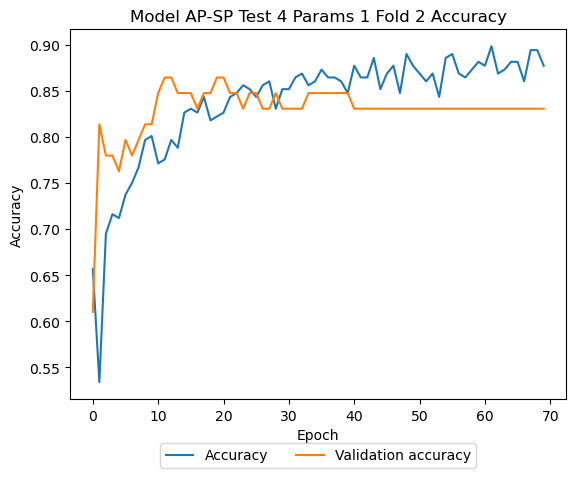 Model AP-SP Test 4 Params 1 Fold 2 Accuracy
0.90
0.85
0.80
0.75
0.70
0.65
0.60
0.55
Accuracy
0 10 20 30 40 50 60 70
Epoch
Accuracy Validation accuracy